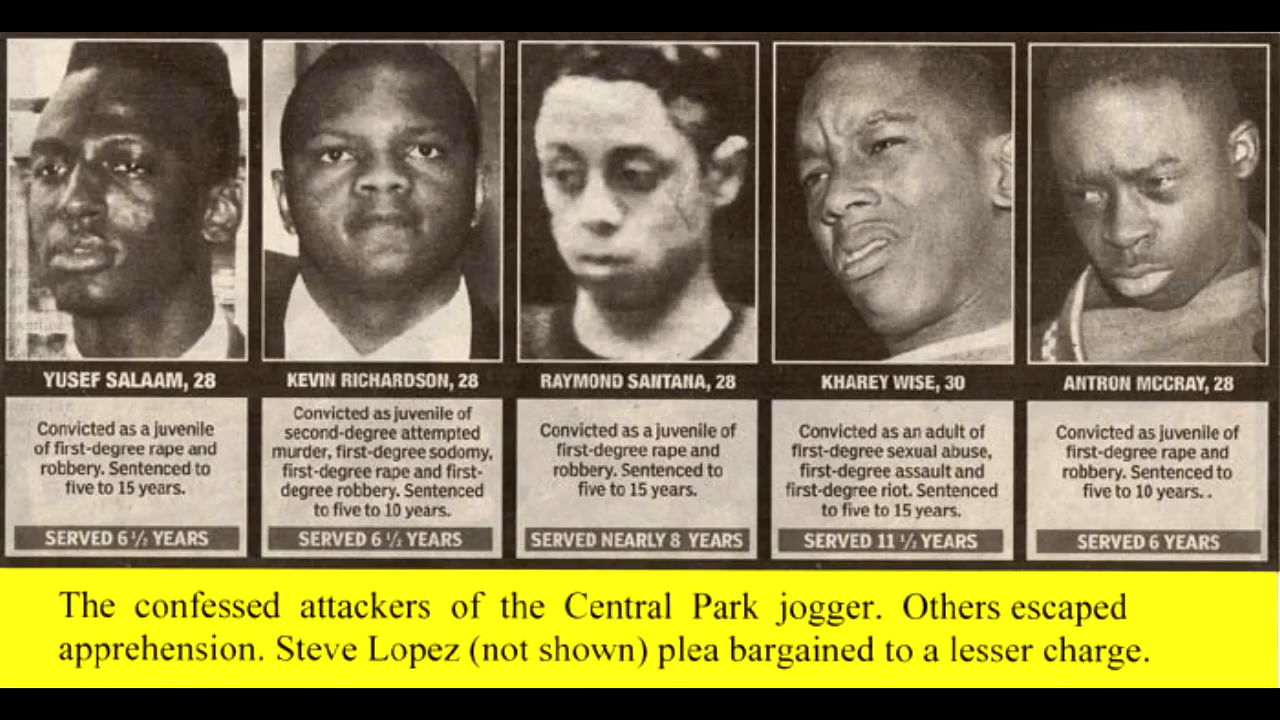 YUSEF SALAAM, 28
Convicted as a juvenile
of first-degree rape and
robbery. Sentenced to
five to 15 years.
SERVED 6 ½ YEARS
KEVIN RICHARDSON, 28
Convicted as juvenile of
second-degree attempted
murder, first-degree sodomy,
first-degree rape and first-
degree robbery. Sentenced
to five to 10 years.
SERVED 6 ½ YEARS
RAYMOND SANTANA, 28
Convicted as a juvenile of
first-degree rape and
robbery. Sentenced to
five to 15 years.
SERVED NEARLY 8 YEARS
KHAREY WISE, 30
Convicted as an adult of
first-degree sexual abuse,
first-degree assault and
first-degree riot. Sentenced
to five to 15 years.
SERVED 11 ½ YEARS
ANTRON MCCRAY, 28
Convicted as juvenile of
first-degree rape and
robbery. Sentenced to
five to 10 years. .
SERVED 6 YEARS
The confessed attackers of the Central Park jogger. Others escaped
apprehension. Steve Lopez (not shown) plea bargained to a lesser charge.